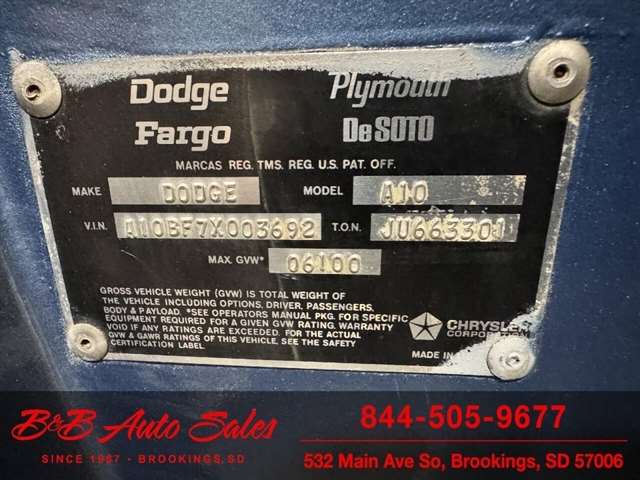 Dodge Plymouth
Fargo De SOTO
MARCAS REG. TMS. REG. U.S. PAT. OFF.
MAKE DODGE MODEL A10
V.I.N. A10BF7X003692 T.O.N. JU663301
MAX. GVW* 06100
GROSS VEHICLE WEIGHT (GVW) IS TOTAL WEIGHT OF
THE VEHICLE INCLUDING OPTIONS, DRIVER, PASSENGERS,
BODY & PAYLOAD. *SEE OPERATORS MANUAL PKG. FOR SPECIFIC
EQUIPMENT REQUIRED FOR A GIVEN GVW RATING. WARRANTY
VOID IF ANY RATINGS ARE EXCEEDED. FOR THE ACTUAL
GVW & GAWR RATINGS OF THIS VEHICLE, SEE THE SAFETY
CERTIFICATION LABEL.
CHRYSLER
CORPORATION
MADE IN
B&B Auto Sales
SINCE 1967 - BROOKINGS, SD
844-505-9677
532 Main Ave So, Brookings, SD 57006